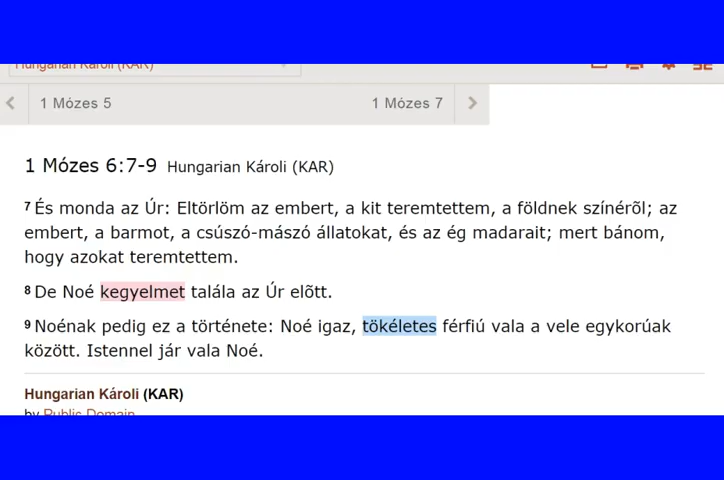 Hungarian Károli (KAR)
1 Mózes 5
1 Mózes 7
1 Mózes 6:7-9 Hungarian Károli (KAR)
7 És monda az Úr: Eltörlöm az embert, a kit teremtettem, a földnek színérõl; az
embert, a barmot, a csúszó-mászó állatokat, és az ég madarait; mert bánom,
hogy azokat teremtettem.
8 De Noé kegyelmet talála az Úr elõtt.
9 Noénak pedig ez a története: Noé igaz, tökéletes férfiú vala a vele egykorúak
között. Istennel jár vala Noé.
Hungarian Károli (KAR)
by Public Domain